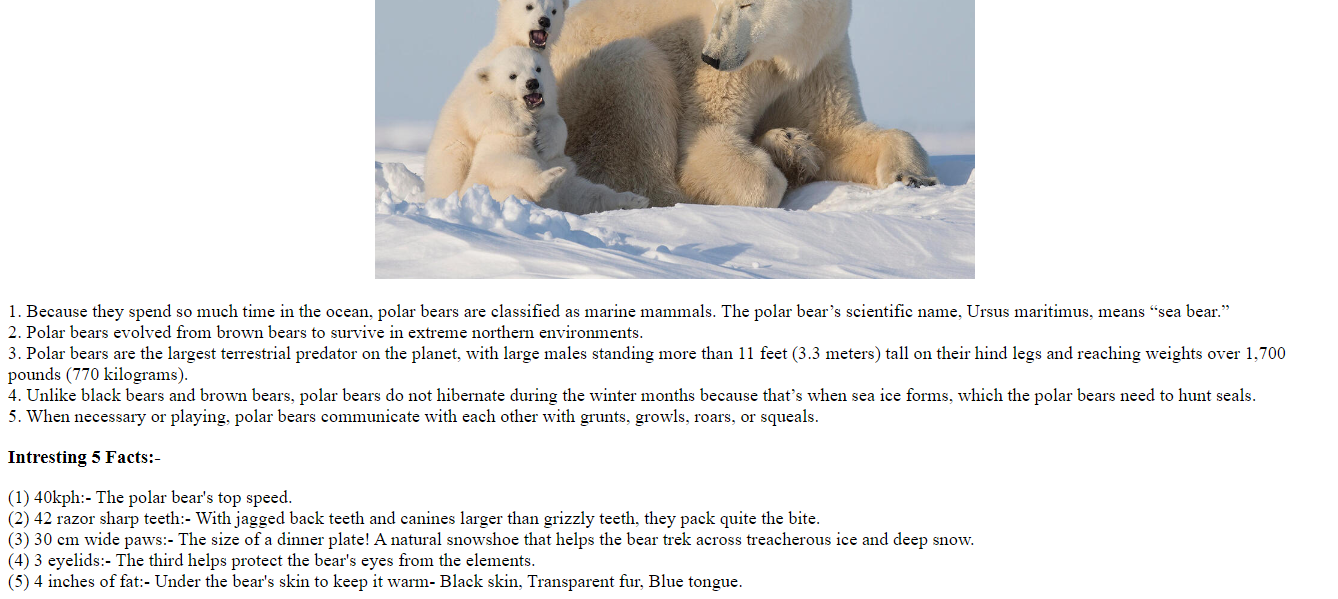 1. Because they spend so much time in the ocean, polar bears are classified as marine mammals. The polar bear’s scientific name, Ursus maritimus, means “sea bear.”
2. Polar bears evolved from brown bears to survive in extreme northern environments.
3. Polar bears are the largest terrestrial predator on the planet, with large males standing more than 11 feet (3.3 meters) tall on their hind legs and reaching weights over 1,700
pounds (770 kilograms).
4. Unlike black bears and brown bears, polar bears do not hibernate during the winter months because that’s when sea ice forms, which the polar bears need to hunt seals.
5. When necessary or playing, polar bears communicate with each other with grunts, growls, roars, or squeals.
Intresting 5 Facts:-
(1) 40kph:- The polar bear's top speed.
(2) 42 razor sharp teeth:- With jagged back teeth and canines larger than grizzly teeth, they pack quite the bite.
(3) 30 cm wide paws:- The size of a dinner plate! A natural snowshoe that helps the bear trek across treacherous ice and deep snow.
(4) 3 eyelids:- The third helps protect the bear's eyes from the elements.
(5) 4 inches of fat:- Under the bear's skin to keep it warm- Black skin, Transparent fur, Blue tongue.